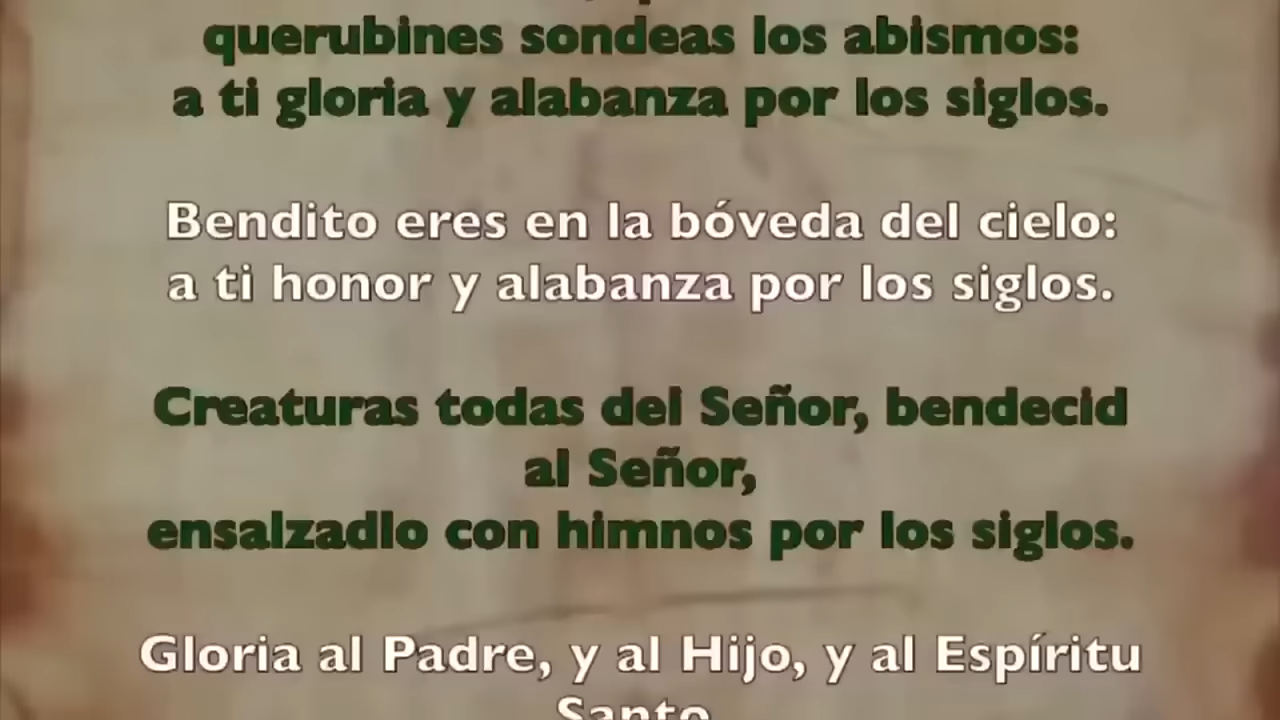 querubines sondeas los abismos:
a ti gloria y alabanza por los siglos.
Bendito eres en la bóveda del cielo:
a ti honor y alabanza por los siglos.
Creaturas todas del Señor, bendecid
al Señor,
ensalzadlo con himnos por los siglos.
Gloria al Padre, y al Hijo, y al Espíritu
Santo